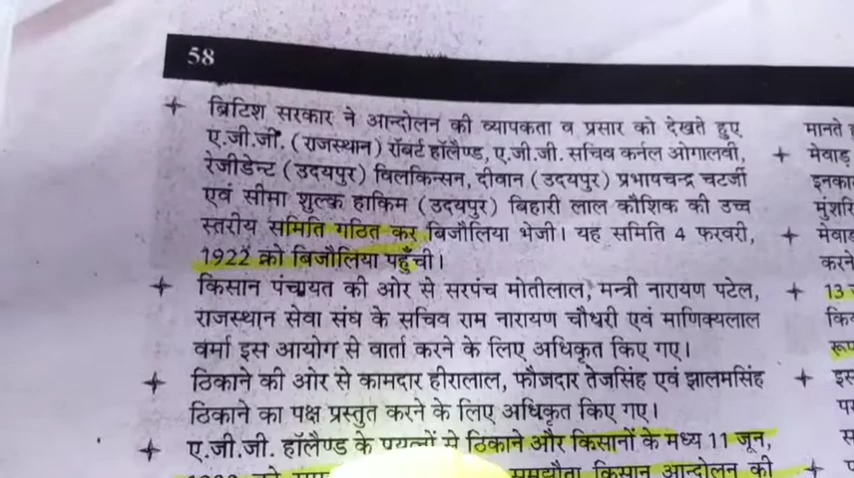 58
ब्रिटिश सरकार ने आन्दोलन की व्यापकता व प्रसार को देखते हुए
ए.जी.जी. (राजस्थान) रॉबर्ट हॉलैण्ड, ए.जी.जी. सचिव कर्नल ओगालवी,
रेजीडेन्ट (उदयपुर) विलकिन्सन, दीवान (उदयपुर) प्रभाषचन्द्र चटर्जी
एवं सीमा शुल्क हाकिम (उदयपुर) बिहारी लाल कौशिक की उच्च
स्तरीय समिति गठित कर बिजौलिया भेजी। यह समिति 4 फरवरी,
1922 को बिजौलिया पहुँची।
किसान पंचायत की ओर से सरपंच मोतीलाल, मन्त्री नारायण पटेल,
राजस्थान सेवा संघ के सचिव राम नारायण चौधरी एवं माणिक्यलाल
वर्मा इस आयोग से वार्ता करने के लिए अधिकृत किए गए।
ठिकाने की ओर से कामदार हीरालाल, फौजदार तेजसिंह एवं झालमसिंह
ठिकाने का पक्ष प्रस्तुत करने के लिए अधिकृत किए गए।
ए.जी.जी. हॉलैण्ड के प्रयत्नों से ठिकाने और किसानों के मध्य 11 जून,
समझौता किसान आन्दोलन की
मानते
मेवाड़
मेवाड़
करने
13